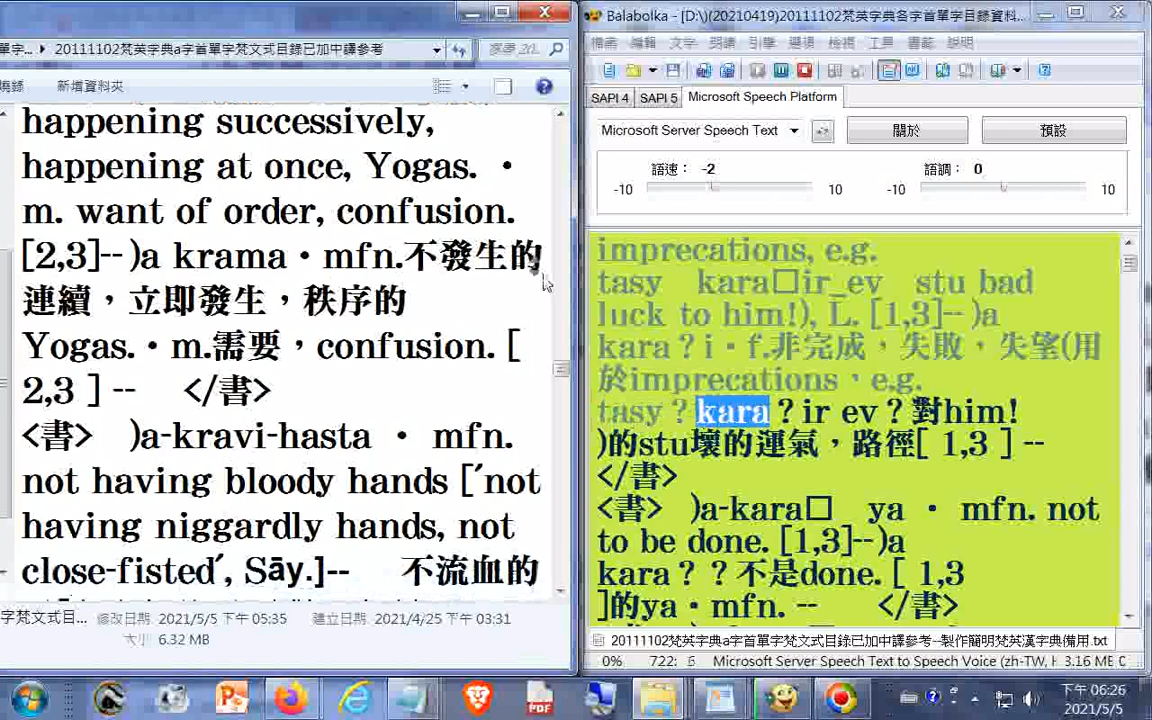 單字... ▸ 20111102梵英字典a字首單字梵文式目錄已加中譯參考
燒錄 新增資料夾
happening successively,
happening at once, Yogas. •
m. want of order, confusion.
[2,3]--)a krama•mfn.不發生的
連續，立即發生，秩序的
Yogas.•m.需要，confusion. [
2,3 ] -- </書>
<書> )a-kravi-hasta • mfn.
not having bloody hands ['not
having niggardly hands, not
close-fisted', Sāy.]-- 不流血的
字梵文式目... 修改日期: 2021/5/5 下午 05:35 建立日期: 2021/4/25 下午 03:31
大小: 6.32 MB
Balabolka - [D:\)(20210419)20111102梵英字典各字首單字目錄資料...
檔案 編輯 文字 朗讀 引擎 選項 檢視 工具 書籤 說明
SAPI 4 SAPI 5 Microsoft Speech Platform
Microsoft Server Speech Text 關於 預設
語速： -2 語調： 0
-10 10 -10 10
imprecations, e.g.
tasy kara□ir_ev stu bad
luck to him!), L. [1,3]--)a
kara？i•f.非完成，失敗，失望(用
於imprecations，e.g.
tasy？kara？ir ev？對him!
)的stu壞的運氣，路徑[ 1,3 ] --
</書>
<書> )a-kara□ ya • mfn. not
to be done. [1,3]--)a
kara？？不是done. [ 1,3
]的ya•mfn. -- </書>
20111102梵英字典a字首單字梵文式目錄已加中譯參考--製作簡明梵英漢字典備用.txt
0% 722: Microsoft Server Speech Text to Speech Voice (zh-TW, H 3.16 MB
PDF
下午 06:26
2021/5/5